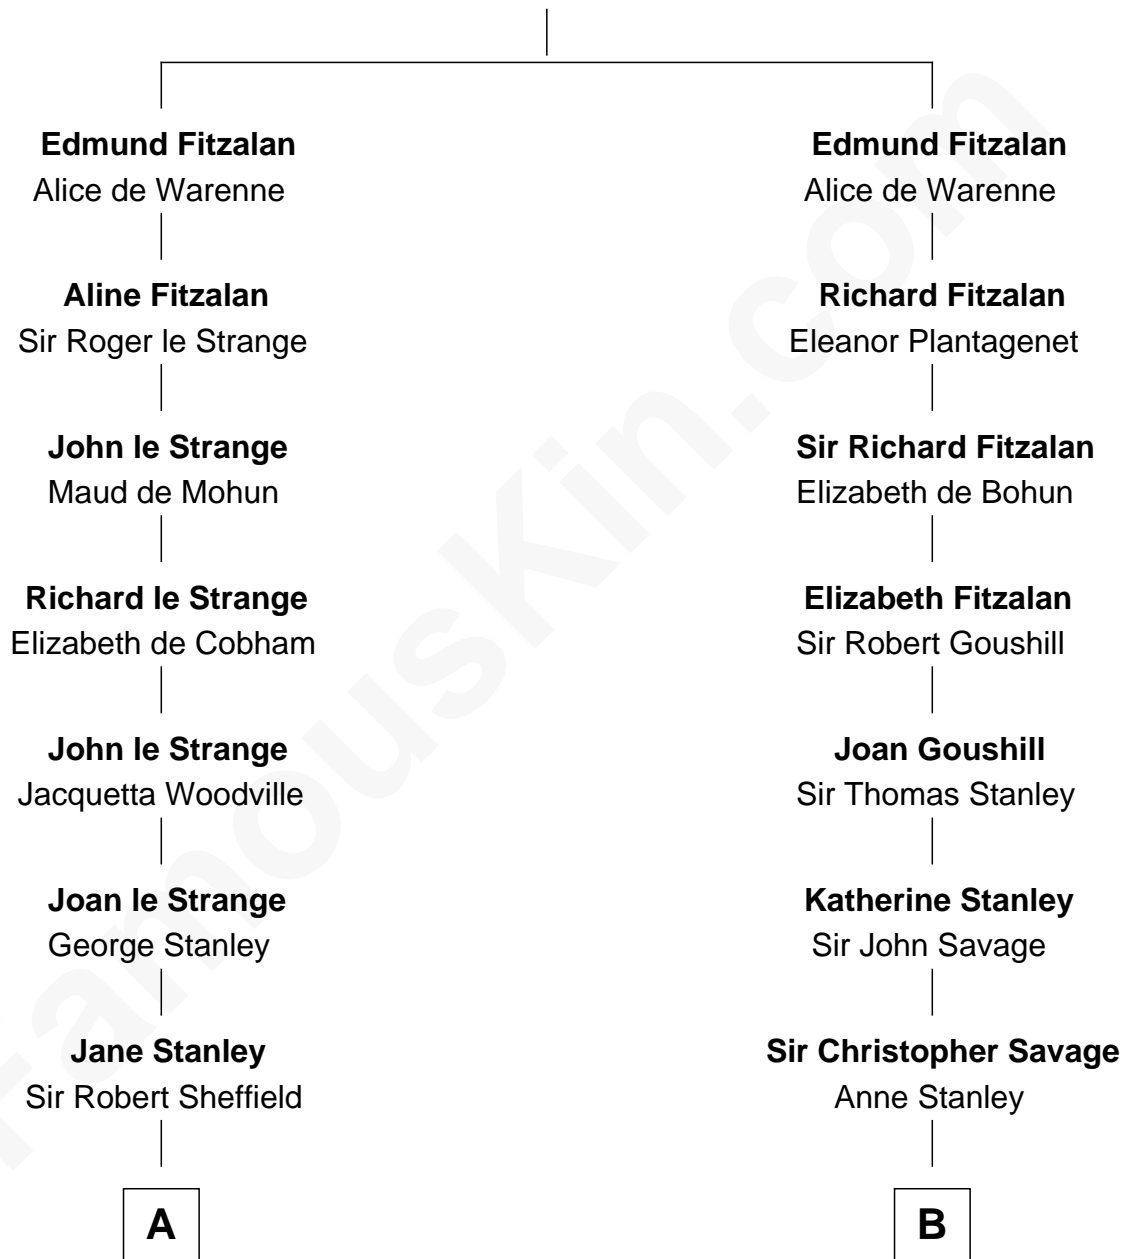 Edmund Fitzalan
Alice de Warenne
Aline Fitzalan
Sir Roger le Strange
John le Strange
Maud de Mohun
Richard le Strange
Elizabeth de Cobham
John le Strange
Jacquetta Woodville
Joan le Strange
George Stanley
Jane Stanley
Sir Robert Sheffield
A
Edmund Fitzalan
Alice de Warenne
Richard Fitzalan
Eleanor Plantagenet
Sir Richard Fitzalan
Elizabeth de Bohun
Elizabeth Fitzalan
Sir Robert Goushill
Joan Goushill
Sir Thomas Stanley
Katherine Stanley
Sir John Savage
Sir Christopher Savage
Anne Stanley
B
FamousKin.com